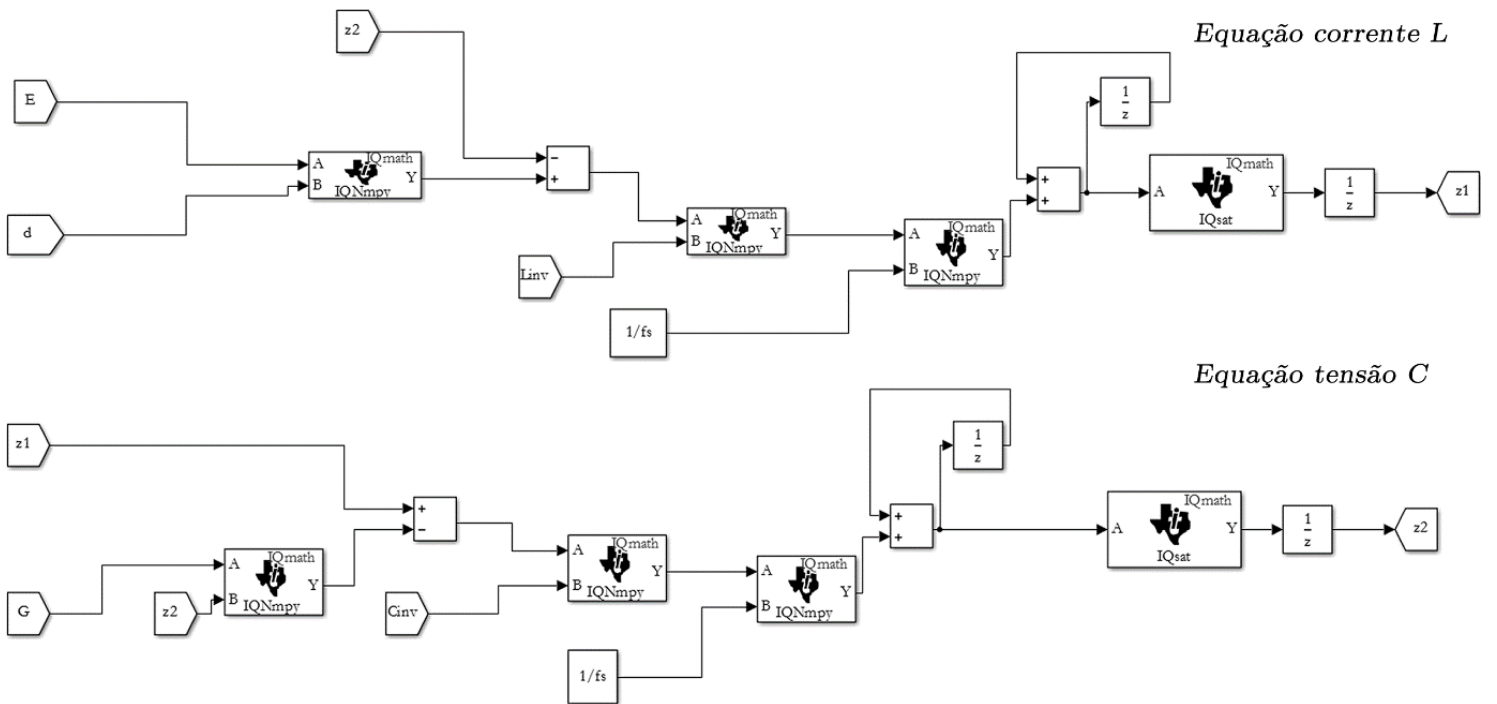 z2
Equação corrente L
E
1
z
IQmath
A
Y
B
IQNmpy
−
+
d
IQmath
A
Y
B
IQNmpy
Linv
IQmath
A
Y
B
IQNmpy
1/fs
+
+
IQmath
A
Y
IQsat
1
z
z1
Equação tensão C
z1
+
−
1
z
IQmath
A
Y
B
IQNmpy
G
z2
IQmath
A
Y
B
IQNmpy
Cinv
IQmath
A
Y
B
IQNmpy
1/fs
+
+
IQmath
A
Y
IQsat
1
z
z2